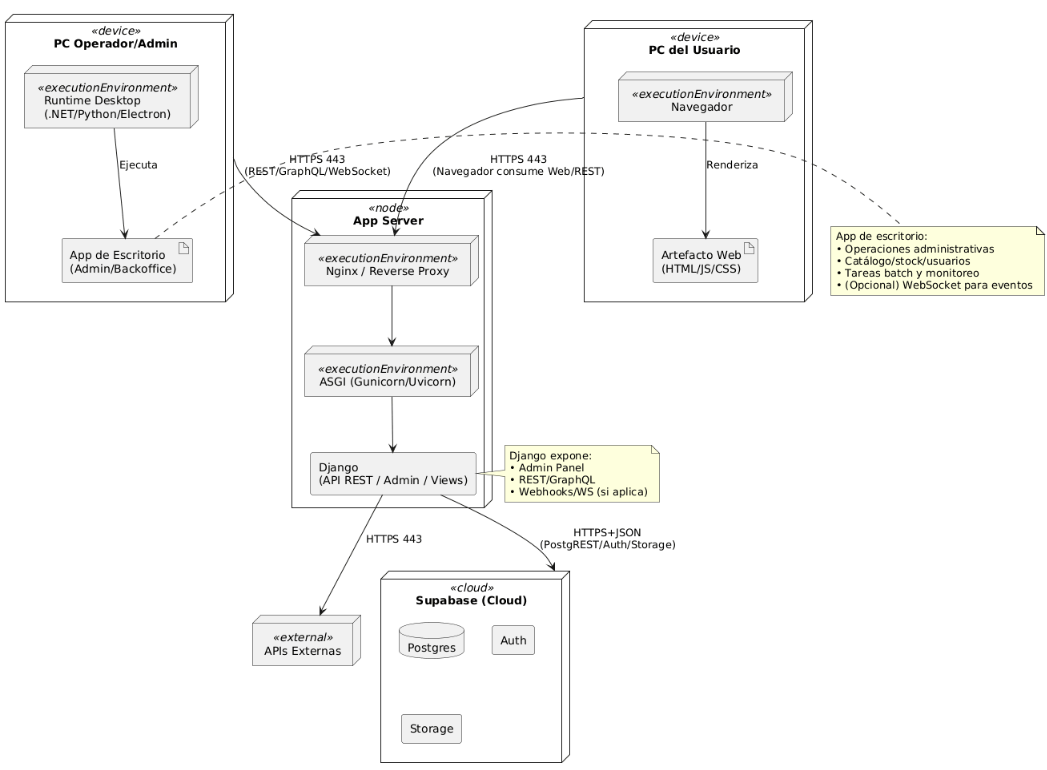 «device»
PC Operador/Admin
«executionEnvironment»
Runtime Desktop
(.NET/Python/Electron)
Ejecuta
App de Escritorio
(Admin/Backoffice)
«device»
PC del Usuario
«executionEnvironment»
Navegador
Renderiza
Artefacto Web
(HTML/JS/CSS)
HTTPS 443
(REST/GraphQL/WebSocket)
HTTPS 443
(Navegador consume Web/REST)
App de escritorio:
• Operaciones administrativas
• Catálogo/stock/usuarios
• Tareas batch y monitoreo
• (Opcional) WebSocket para eventos
«node»
App Server
«executionEnvironment»
Nginx / Reverse Proxy
«executionEnvironment»
ASGI (Gunicorn/Uvicorn)
Django
(API REST / Admin / Views)
Django expone:
• Admin Panel
• REST/GraphQL
• Webhooks/WS (si aplica)
HTTPS 443
HTTPS+JSON
(PostgREST/Auth/Storage)
«external»
APIs Externas
«cloud»
Supabase (Cloud)
Postgres
Auth
Storage